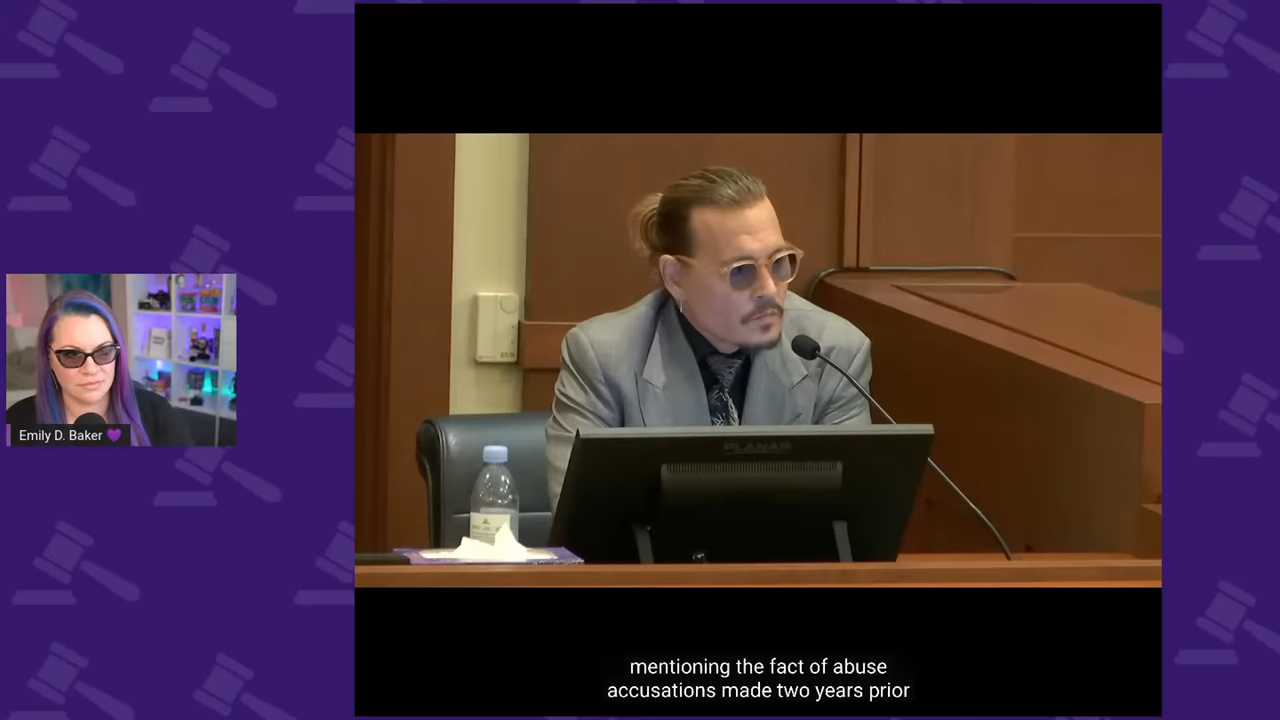 PLANAR
Emily D. Baker 💜
mentioning the fact of abuse
accusations made two years prior